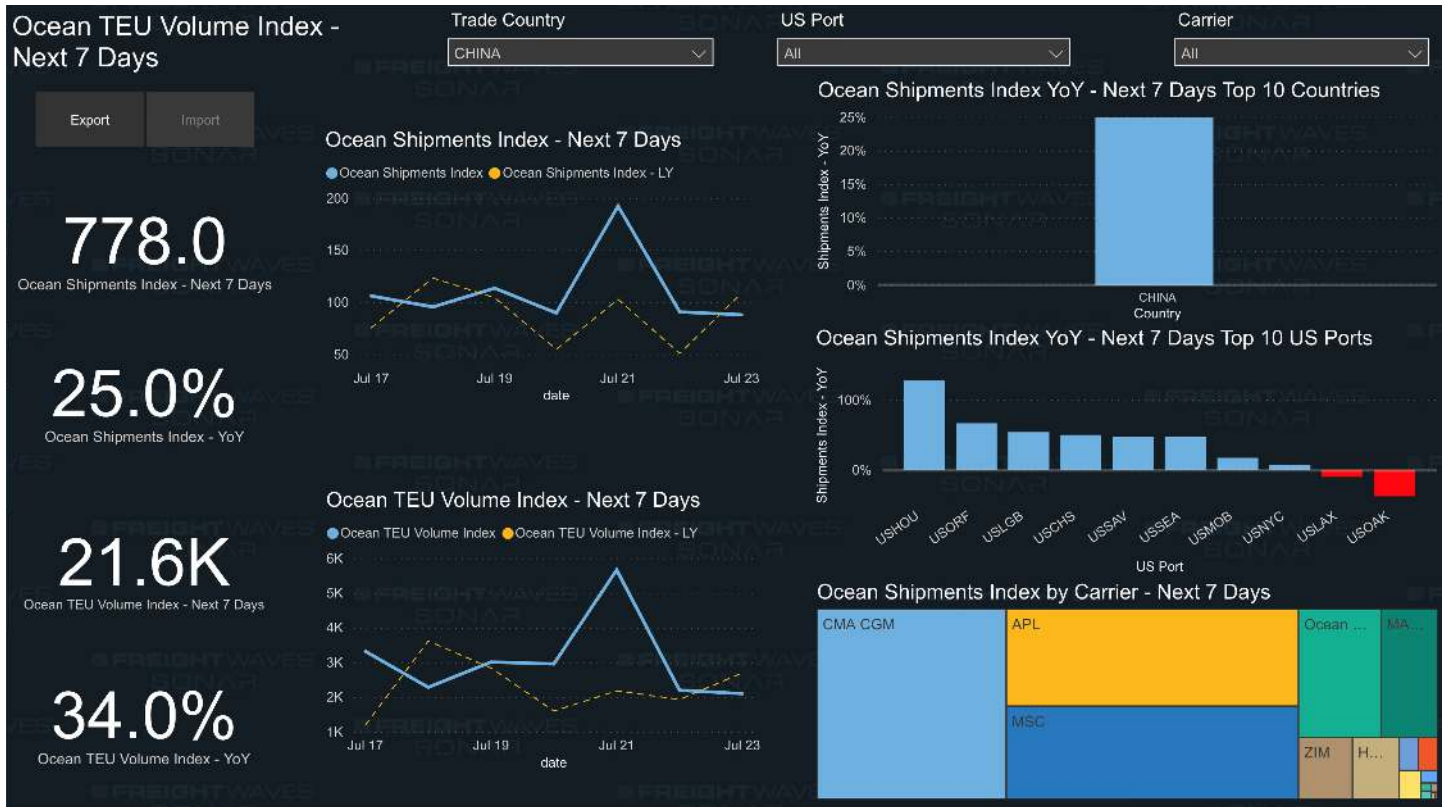 Ocean TEU Volume Index -
Next 7 Days
Trade Country
CHINA
US Port
All
Carrier
All
Export
Import
778.0
Ocean Shipments Index - Next 7 Days
25.0%
Ocean Shipments Index - YoY
21.6K
Ocean TEU Volume Index - Next 7 Days
34.0%
Ocean TEU Volume Index - YoY
Ocean Shipments Index - Next 7 Days
Ocean Shipments Index Ocean Shipments Index - LY
200
150
100
50
Jul 17 Jul 19 Jul 21 Jul 23
date
Ocean TEU Volume Index - Next 7 Days
Ocean TEU Volume Index Ocean TEU Volume Index - LY
6K
5K
4K
3K
2K
1K
Jul 17 Jul 19 Jul 21 Jul 23
date
Ocean Shipments Index YoY - Next 7 Days Top 10 Countries
Shipments Index - YoY
25%
20%
15%
10%
5%
0%
CHINA
Country
Ocean Shipments Index YoY - Next 7 Days Top 10 US Ports
Shipments Index - YoY
100%
0%
USHOU USORF USLGB USCHS USSAV USSEA USMOB USNYC USLAX USOAK
US Port
Ocean Shipments Index by Carrier - Next 7 Days
CMA CGM
APL
Ocean ...
MA...
MSC
ZIM
H...
FREIGHTWAVES
SONAR